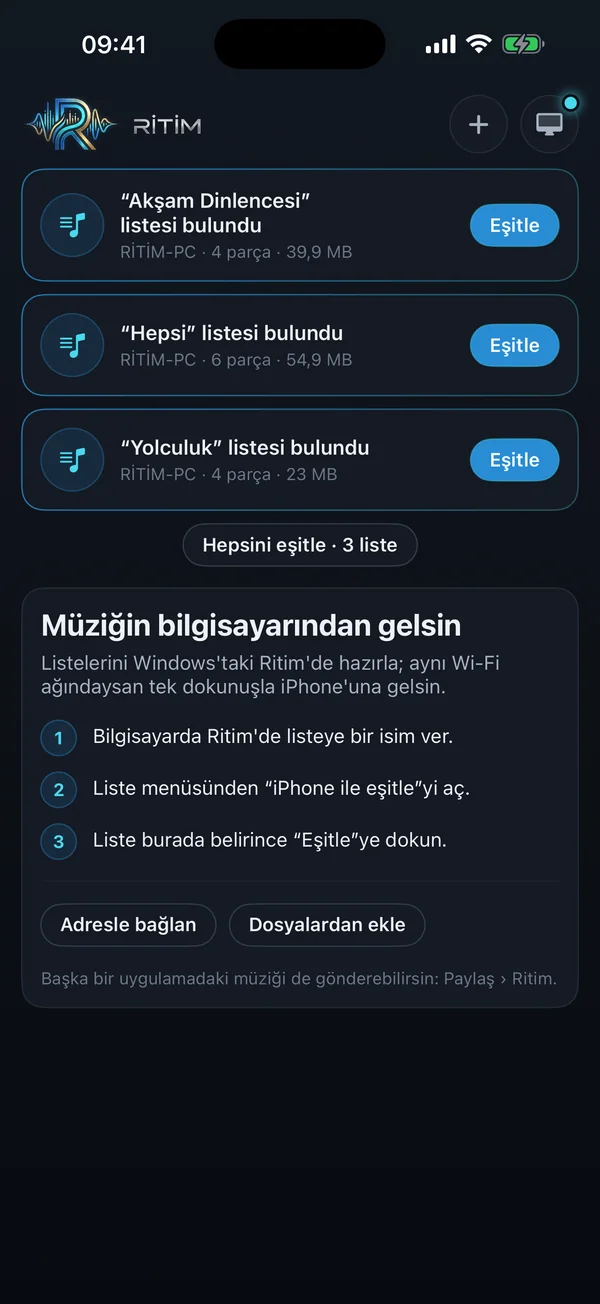 09:41
RİTİM
“Akşam Dinlencesi”
listesi bulundu
RİTİM-PC · 4 parça · 39,9 MB
Eşitle
“Hepsi” listesi bulundu
RİTİM-PC · 6 parça · 54,9 MB
Eşitle
“Yolculuk” listesi bulundu
RİTİM-PC · 4 parça · 23 MB
Eşitle
Hepsini eşitle · 3 liste
Müziğin bilgisayarından gelsin
Listelerini Windows'taki Ritim'de hazırla; aynı Wi-Fi
ağındaysan tek dokunuşla iPhone'una gelsin.
1 Bilgisayarda Ritim'de listeye bir isim ver.
2 Liste menüsünden “iPhone ile eşitle”yi aç.
3 Liste burada belirince “Eşitle”ye dokun.
Adresle bağlan Dosyalardan ekle
Başka bir uygulamadaki müziği de gönderebilirsin: Paylaş › Ritim.